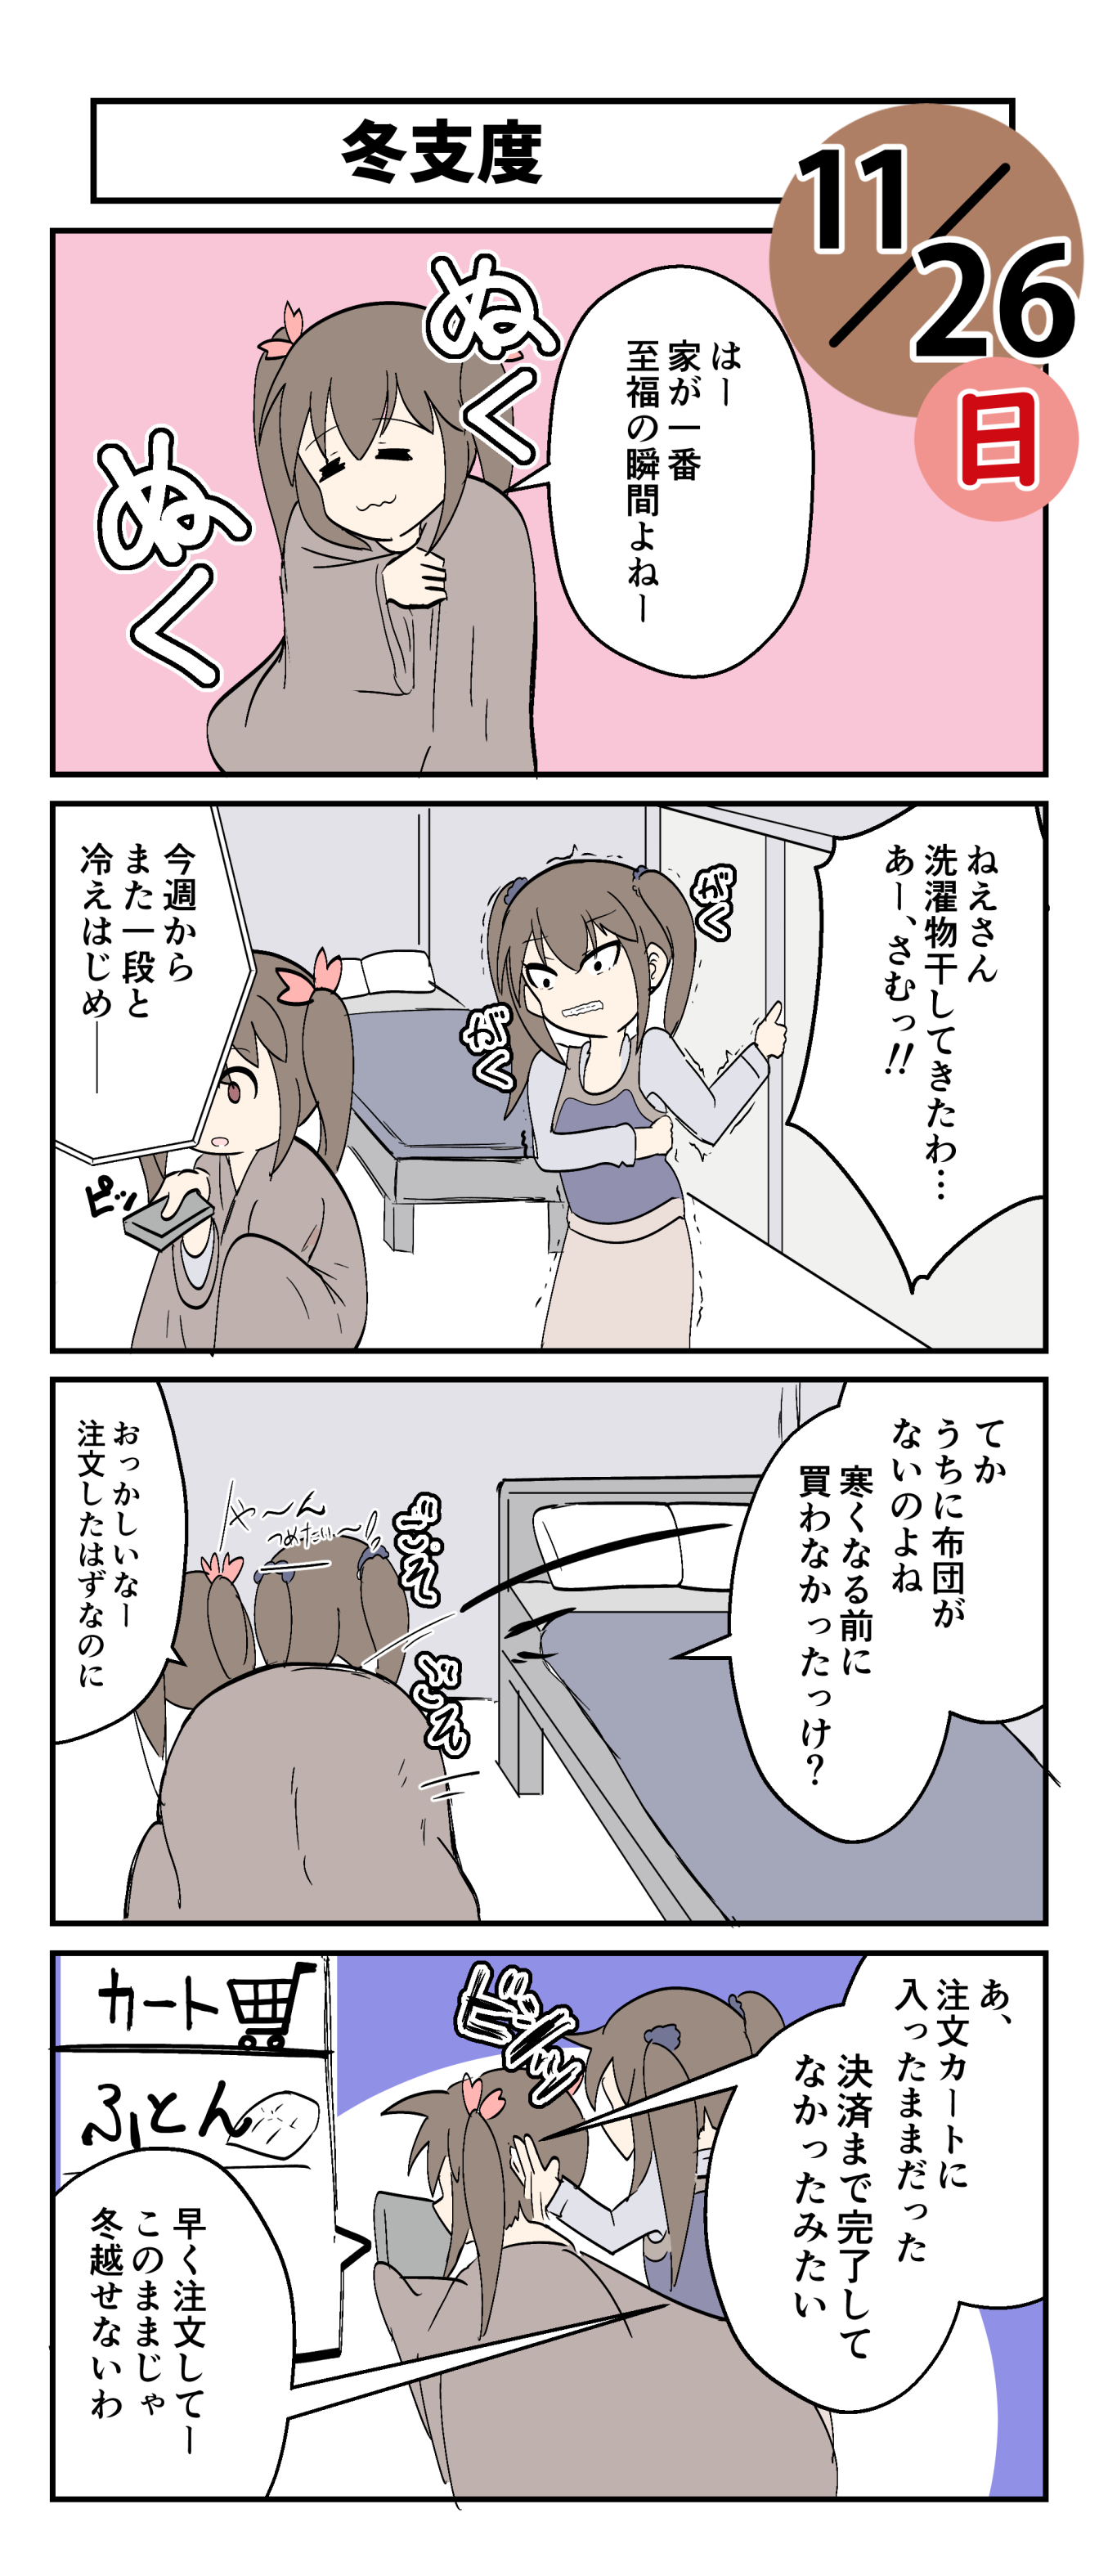 冬支度
11/26
日
はー
家が一番
至福の瞬間よねー
ぬく
ぬく
ねえさん
洗濯物干してきたわ…
あー、さむっ!!
がく
がく
今週から
また一段と
冷えはじめ──
ピッ
てか
うちに布団が
ないのよね
寒くなる前に
買わなかったっけ?
ごそ
ごそ
や〜ん
つめたい〜
おっかしいなー
注文したはずなのに
あ、
注文カートに
入ったままだった
決済まで完了して
なかったみたい
ビシッ
カート
ふとん
早く注文してー
このままじゃ
冬越せないわ